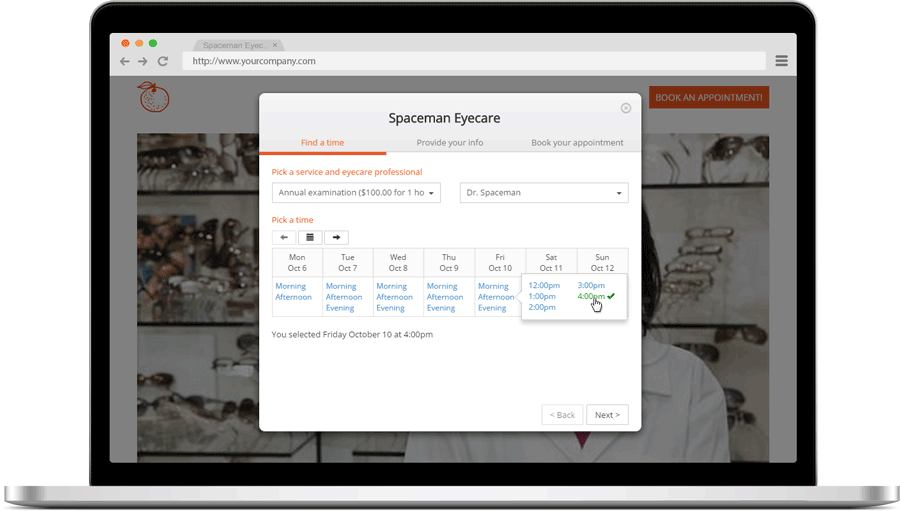 Spaceman Eyec.. ×
http://www.yourcompany.com
BOOK AN APPOINTMENT!
Spaceman Eyecare
Find a time Provide your info Book your appointment
Pick a service and eyecare professional
Annual examination ($100.00 for 1 ho Dr. Spaceman
Pick a time
Mon Tue Wed Thu Fri Sat Sun
Oct 6 Oct 7 Oct 8 Oct 9 Oct 10 Oct 11 Oct 12
Morning Morning Morning Morning Morning 12:00pm 3:00pm
Afternoon Afternoon Afternoon Afternoon Afternoon 1:00pm 4:00pm
Evening Evening Evening Evening 2:00pm
You selected Friday October 10 at 4:00pm
< Back Next >